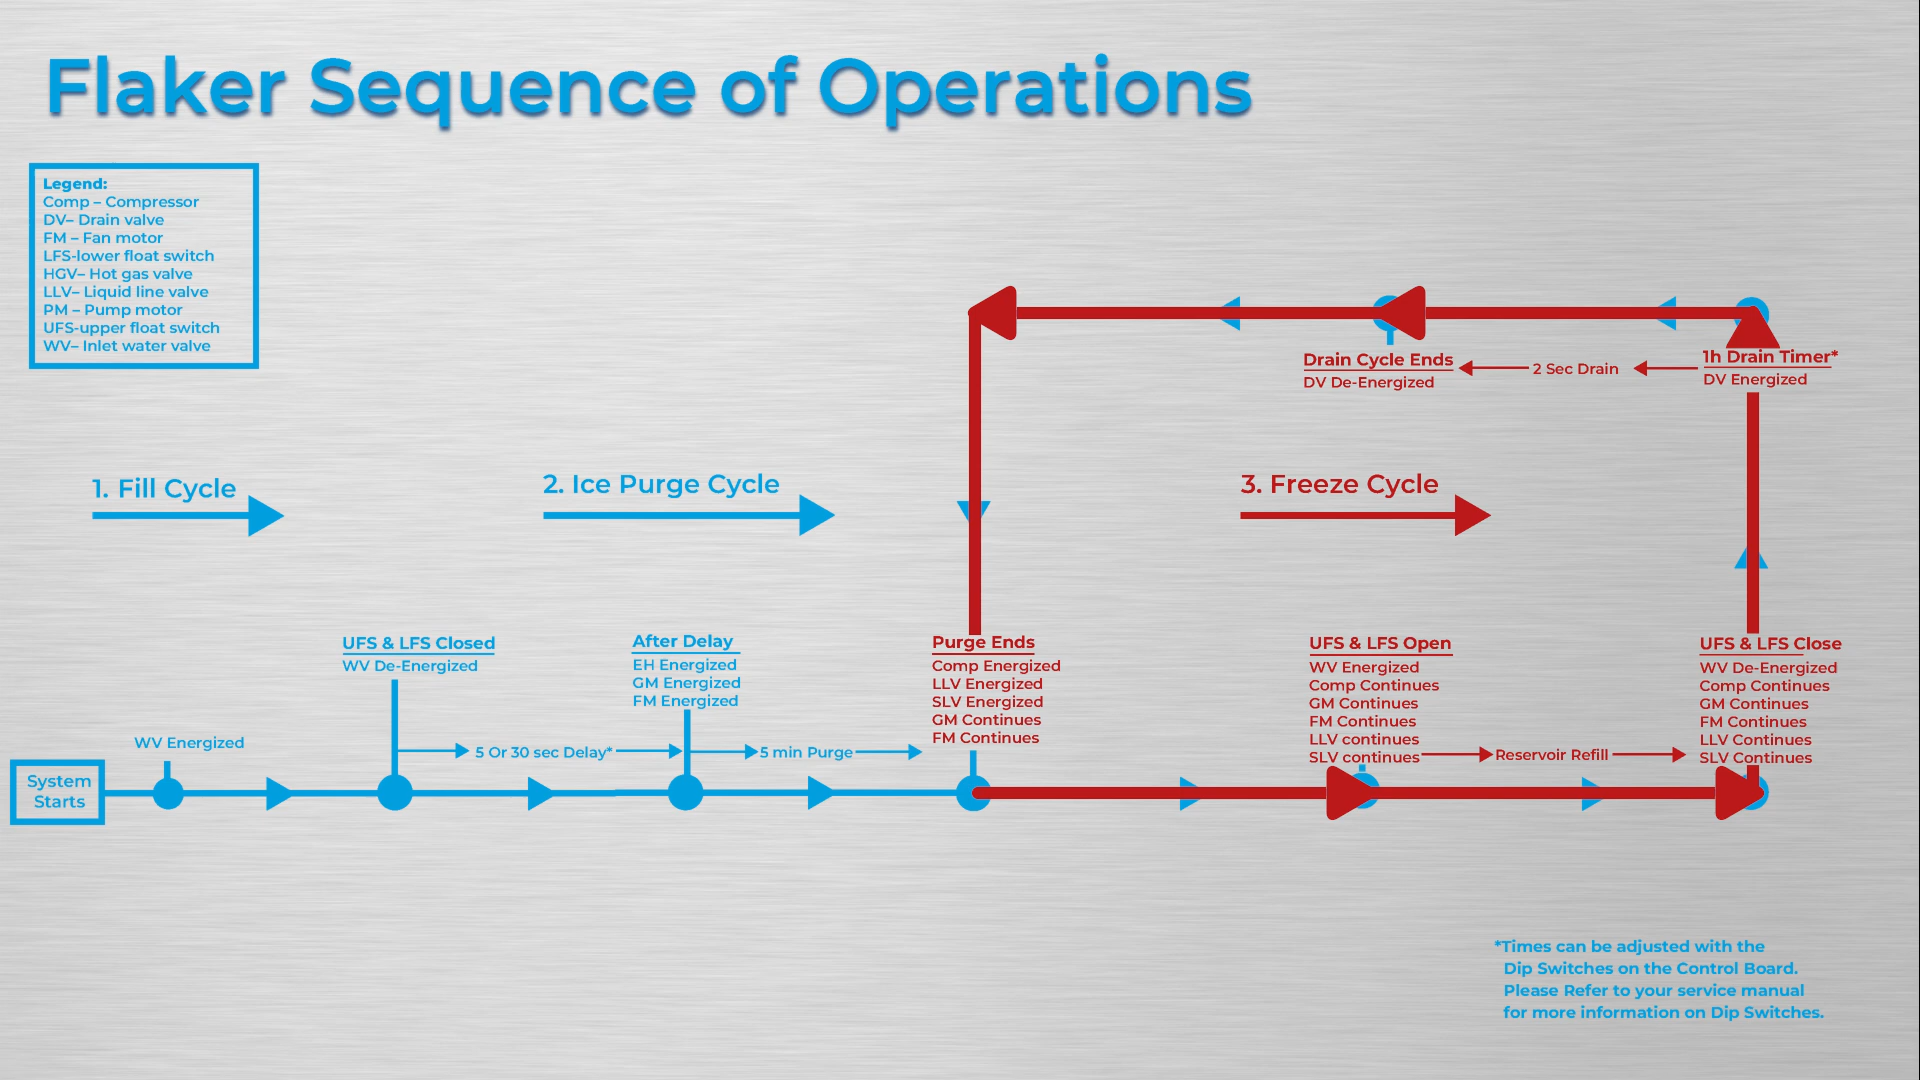 Flaker Sequence of Operations
Legend:
Comp – Compressor
DV– Drain valve
FM – Fan motor
LFS-lower float switch
HGV– Hot gas valve
LLV– Liquid line valve
PM – Pump motor
UFS-upper float switch
WV– Inlet water valve
1. Fill Cycle
2. Ice Purge Cycle
3. Freeze Cycle
Drain Cycle Ends
DV De-Energized
2 Sec Drain
1h Drain Timer*
DV Energized
System
Starts
WV Energized
UFS & LFS Closed
WV De-Energized
5 Or 30 sec Delay*
After Delay
EH Energized
GM Energized
FM Energized
5 min Purge
Purge Ends
Comp Energized
LLV Energized
SLV Energized
GM Continues
FM Continues
UFS & LFS Open
WV Energized
Comp Continues
GM Continues
FM Continues
LLV continues
SLV continues
Reservoir Refill
UFS & LFS Close
WV De-Energized
Comp Continues
GM Continues
FM Continues
LLV Continues
SLV Continues
*Times can be adjusted with the
Dip Switches on the Control Board.
Please Refer to your service manual
for more information on Dip Switches.